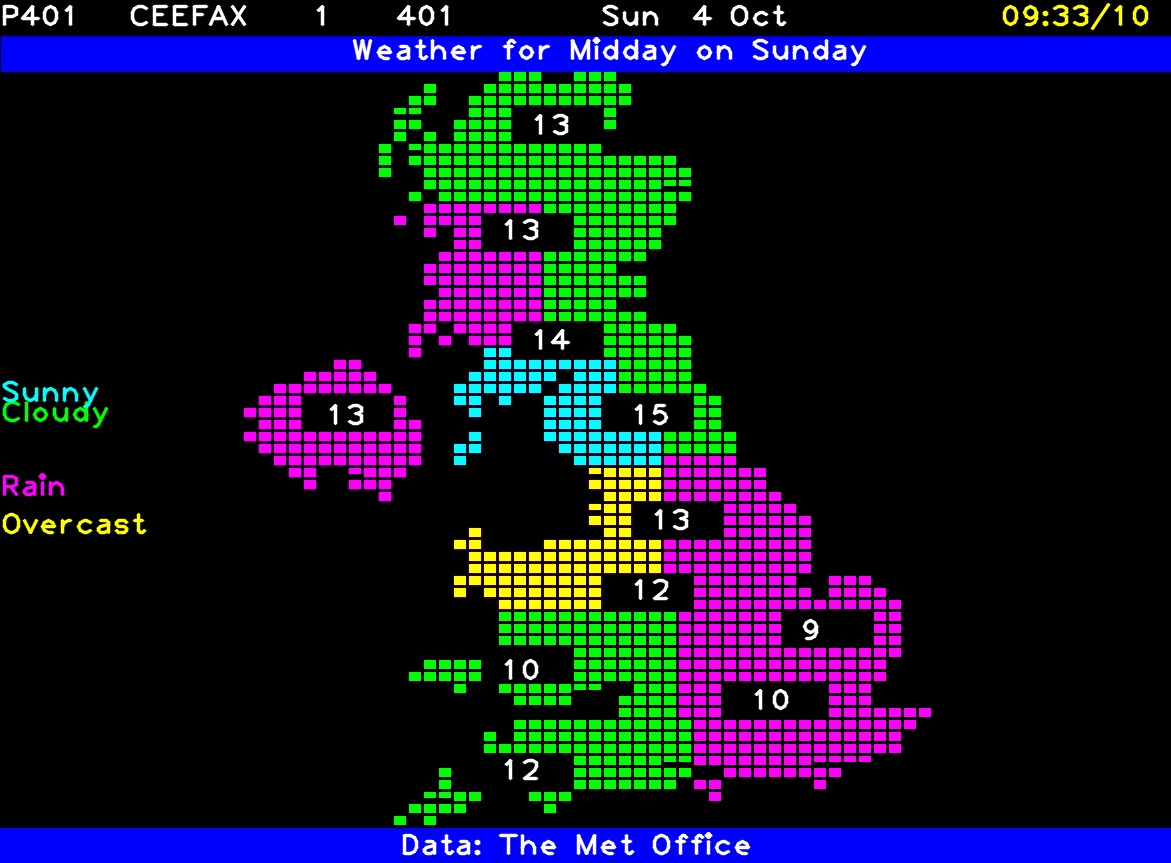 P401 CEEFAX 1 401 Sun 4 Oct 09:33/10
Weather for Midday on Sunday
13
13
14
Sunny
Cloudy
13 15
Rain
13
Overcast
12
9
10
10
12
Data: The Met Office